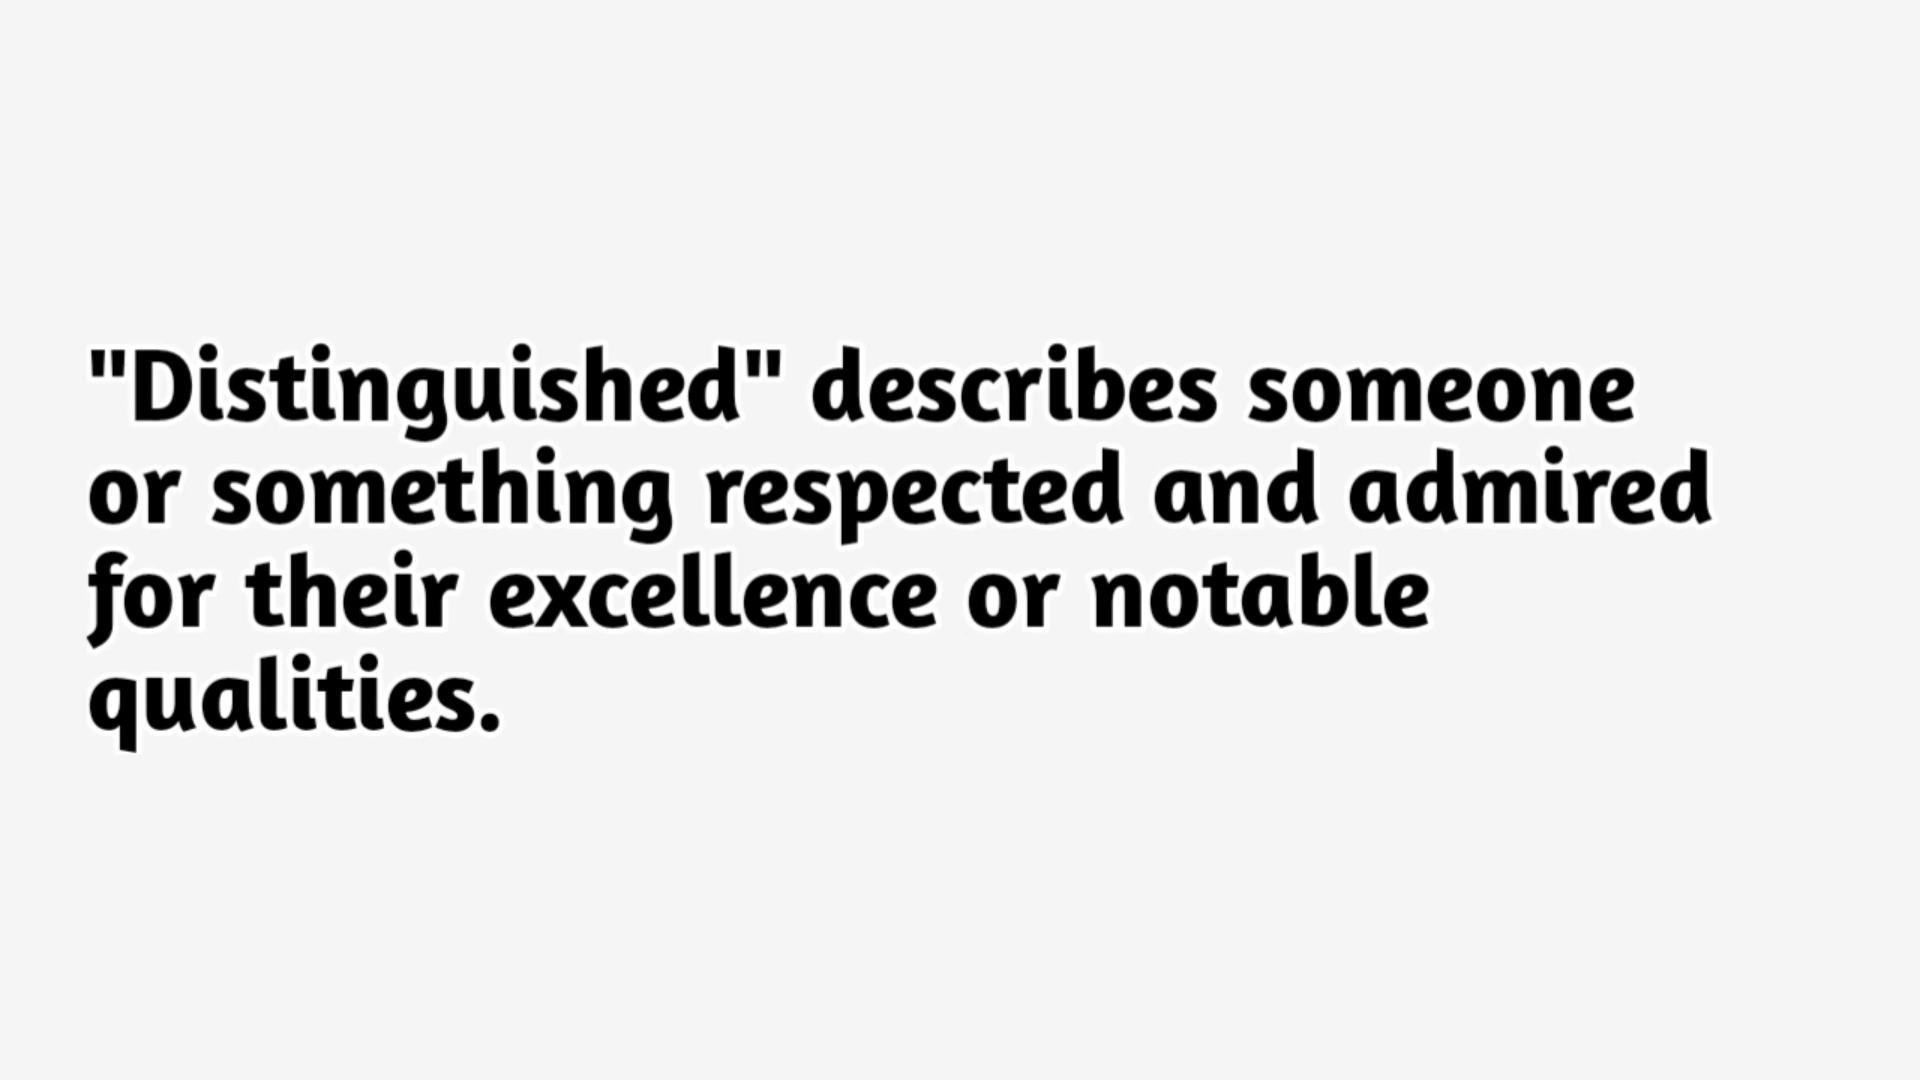 "Distinguished" describes someone
or something respected and admired
for their excellence or notable
qualities.